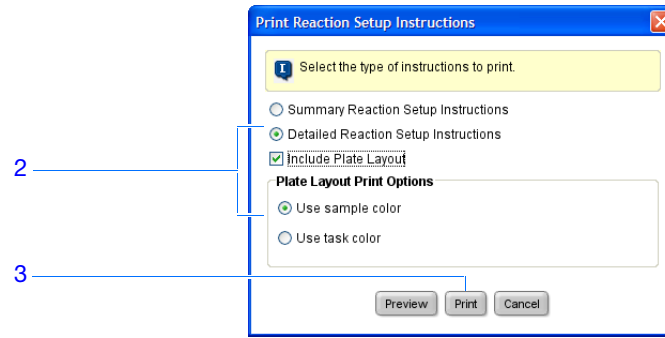 Print Reaction Setup Instructions
Select the type of instructions to print.
Summary Reaction Setup Instructions
Detailed Reaction Setup Instructions
Include Plate Layout
Plate Layout Print Options
Use sample color
Use task color
Preview Print Cancel
2
3